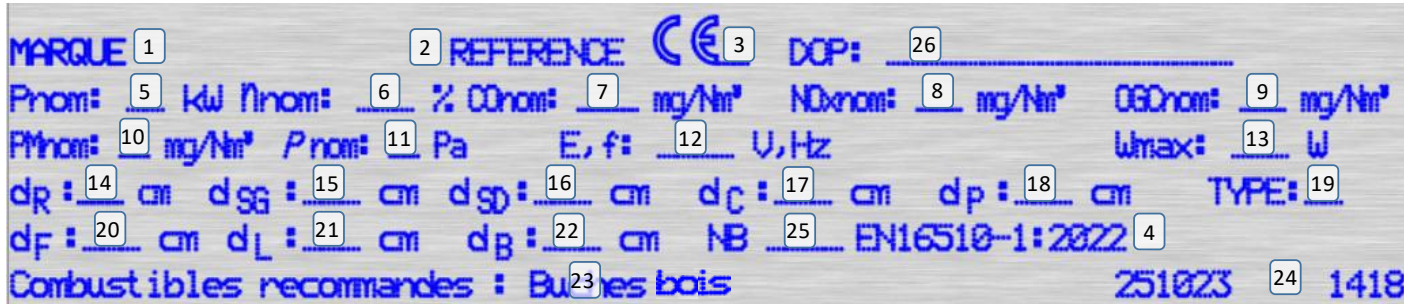 MARQUE 1 2 REFERENCE CE 3 DOP: 26
Pnom: 5 kW ηnom: 6 % COnom: 7 mg/Nm³ NOxnom: 8 mg/Nm³ OGCnom: 9 mg/Nm³
PMnom: 10 mg/Nm³ Pnom: 11 Pa E,f: 12 V,Hz Wmax: 13 W
dR : 14 cm dSG : 15 cm dSD : 16 cm dC : 17 cm dP : 18 cm TYPE: 19
dF : 20 cm dL : 21 cm dB : 22 cm NB 25 EN16510-1:2022 4
Combustibles recommandes : 23 bois 251023 24 1418